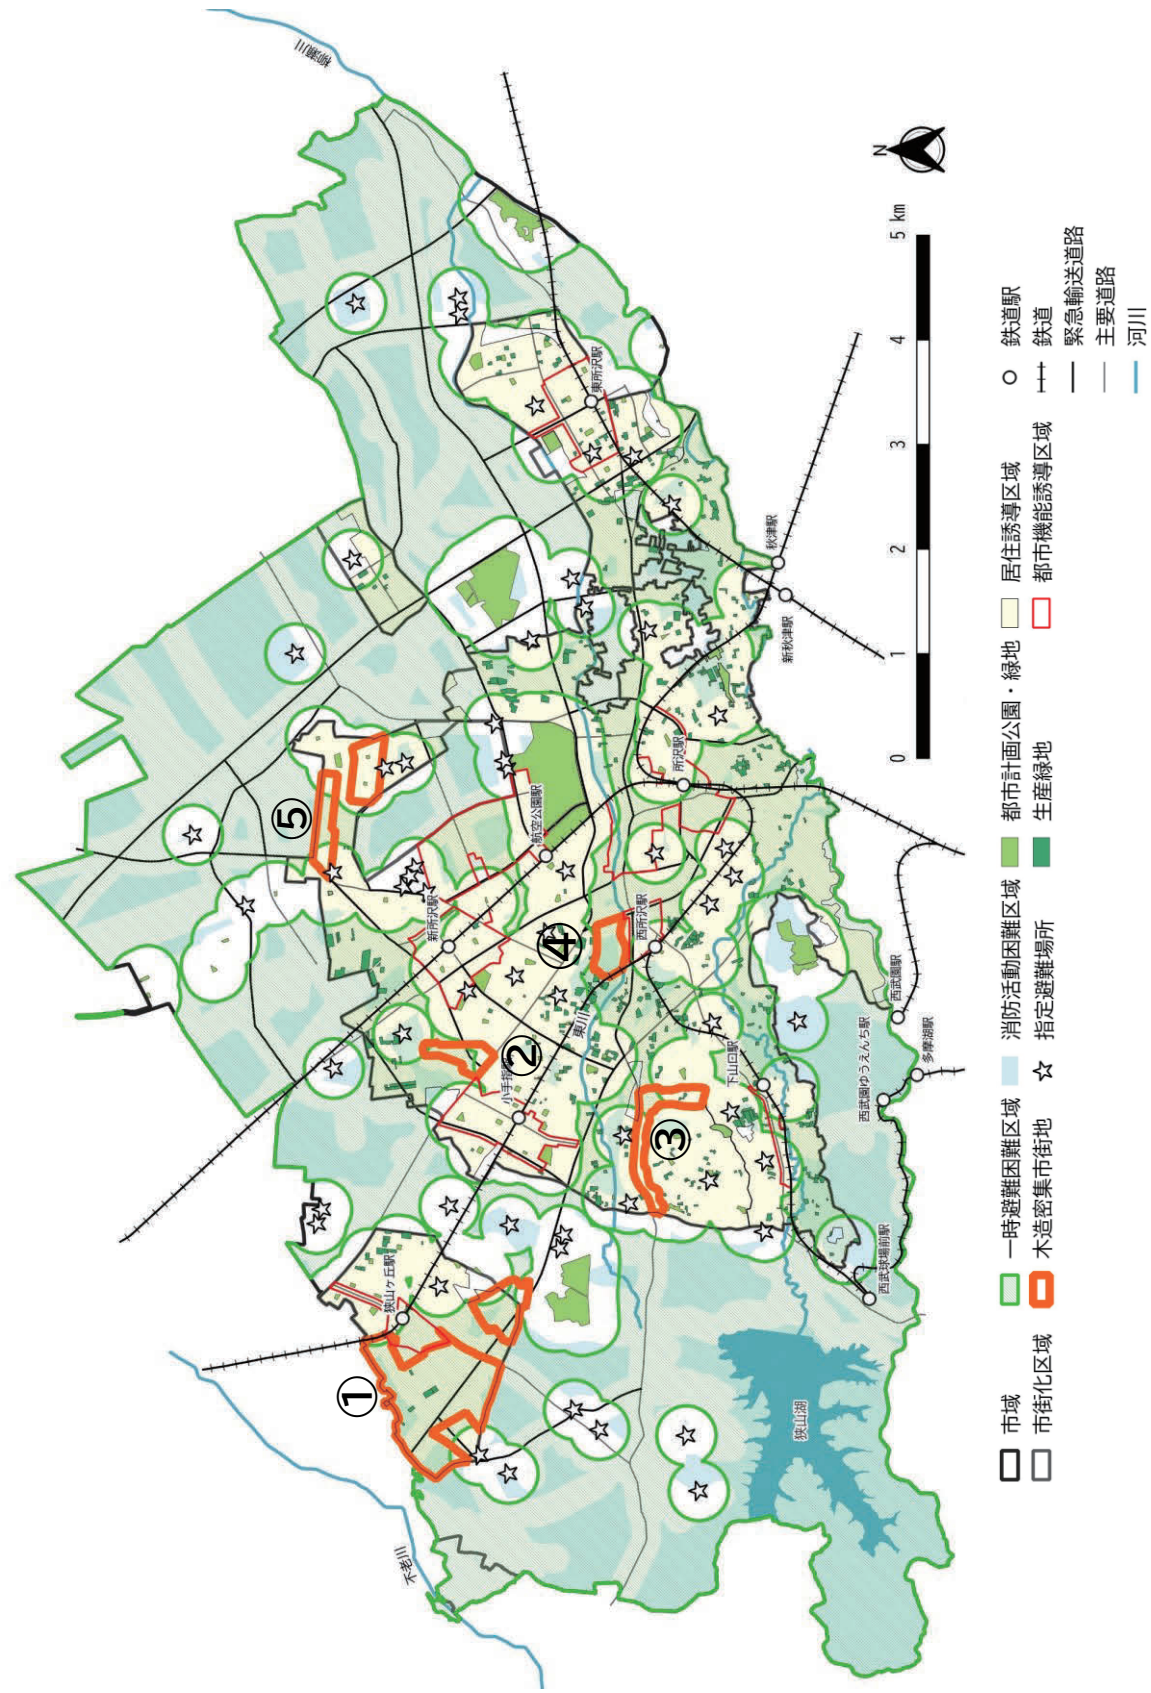 柳瀬川
N
5 km
4
3
2
1
0
東所沢駅
秋津駅
新秋津駅
所沢駅
航空公園駅
⑤
新所沢駅
④
西所沢駅
東川
②
小手指駅
③
下山口駅
西武園駅
多摩湖駅
西武園ゆうえんち駅
西武球場前駅
狭山ヶ丘駅
①
狭山湖
不老川
市域
市街化区域
一時避難困難区域
木造密集市街地
消防活動困難区域
指定避難場所
都市計画公園・緑地
生産緑地
居住誘導区域
都市機能誘導区域
鉄道駅
鉄道
緊急輸送道路
主要道路
河川